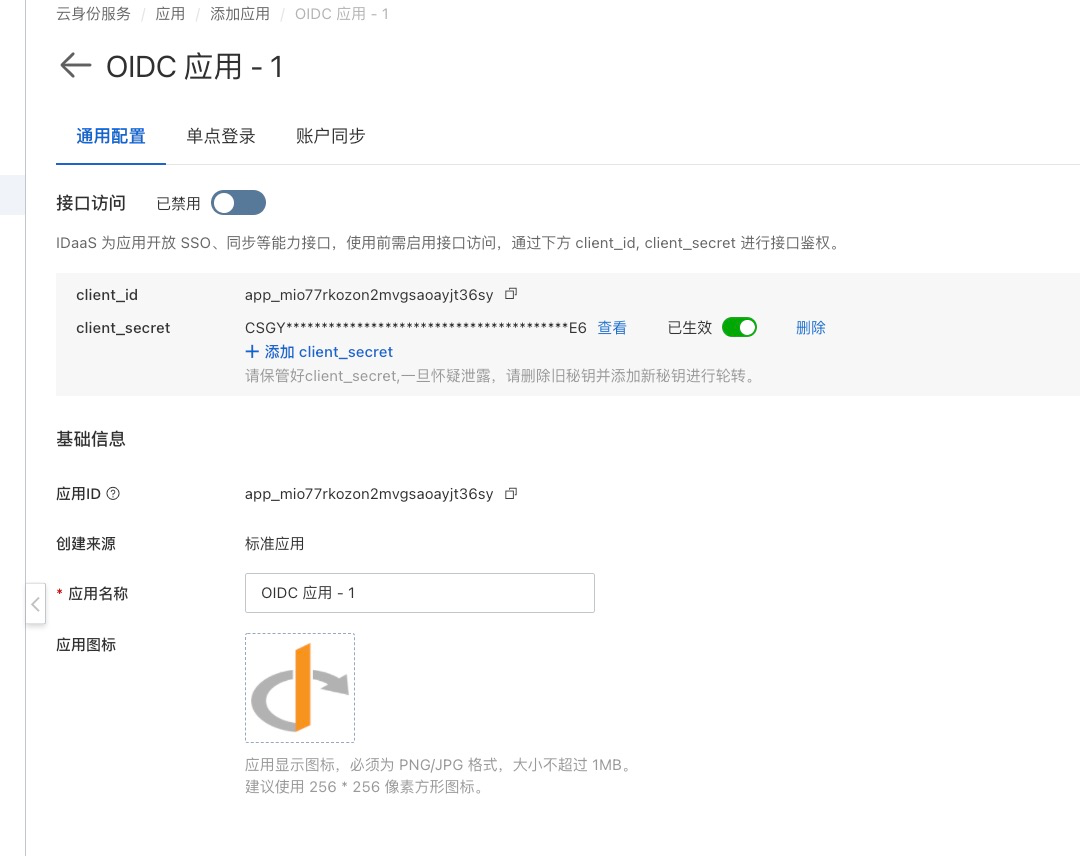 云身份服务 / 应用 / 添加应用 / OIDC 应用 - 1
OIDC 应用 - 1
通用配置 单点登录 账户同步
接口访问 已禁用
IDaaS 为应用开放 SSO、同步等能力接口，使用前需启用接口访问，通过下方 client_id, client_secret 进行接口鉴权。
client_id app_mio77rkozon2mvgsaoayjt36sy
client_secret CSGY****************************************E6 查看 已生效 删除
添加 client_secret
请保管好client_secret,一旦怀疑泄露，请删除旧秘钥并添加新秘钥进行轮转。
基础信息
应用ID app_mio77rkozon2mvgsaoayjt36sy
创建来源 标准应用
* 应用名称 OIDC 应用 - 1
应用图标
应用显示图标，必须为 PNG/JPG 格式，大小不超过 1MB。
建议使用 256 * 256 像素方形图标。